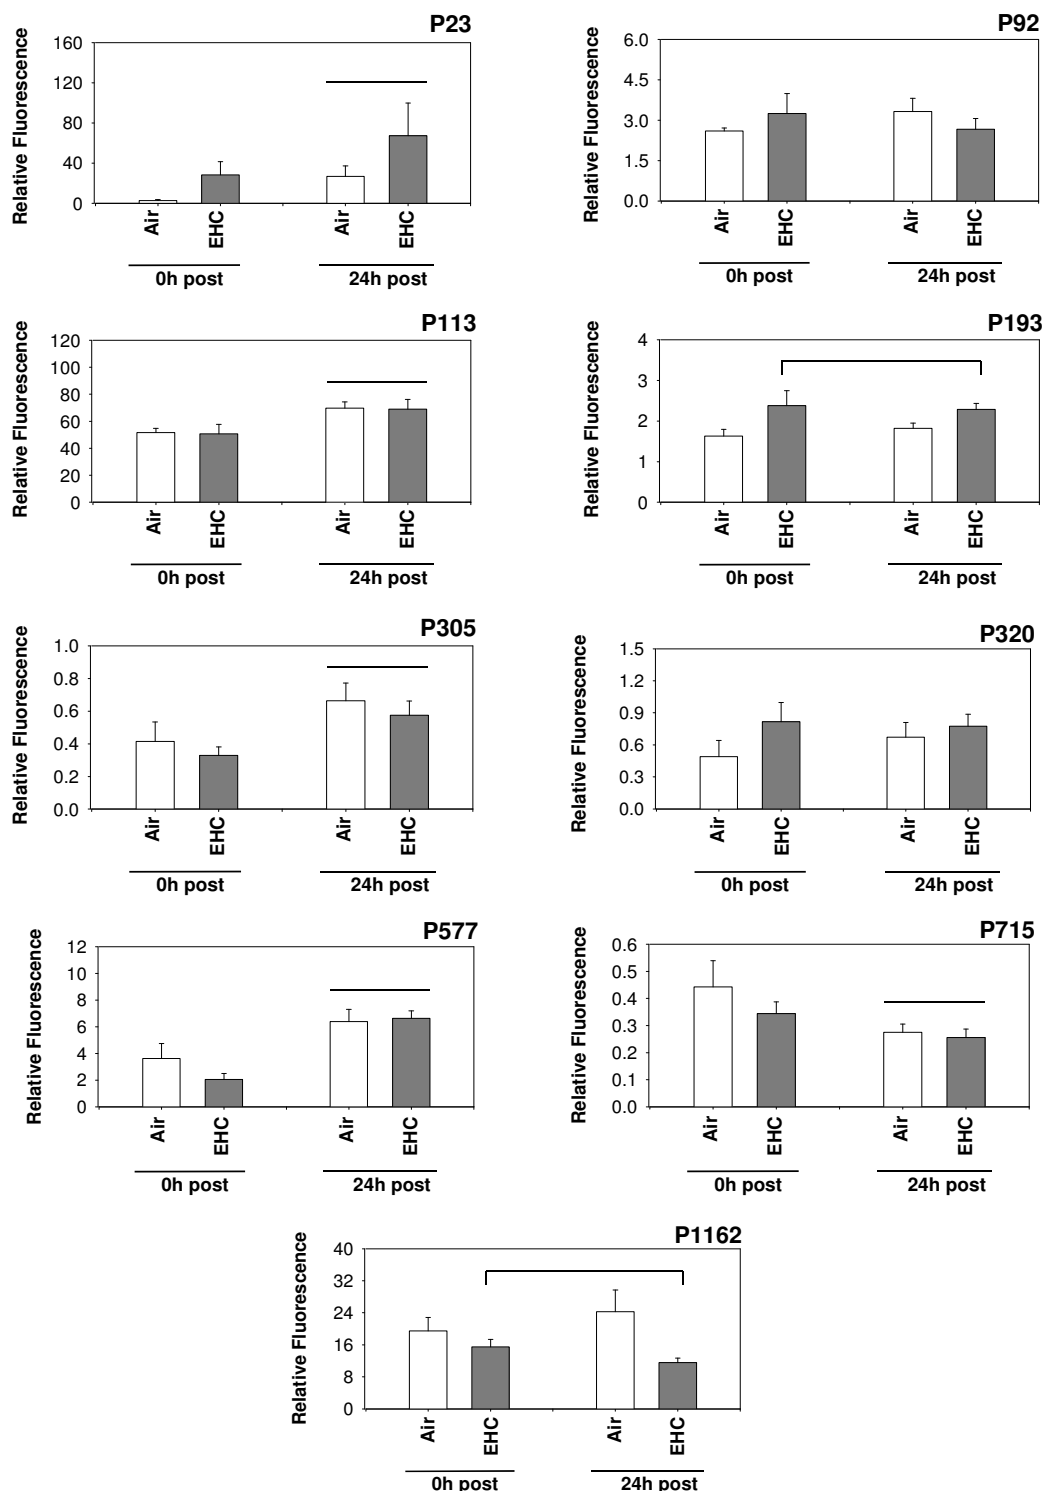 P23
Relative Fluorescence
160
120
80
40
0
Air
EHC
Air
EHC
0h post
24h post
P92
Relative Fluorescence
6.0
4.5
3.0
1.5
0.0
Air
EHC
Air
EHC
0h post
24h post
P113
Relative Fluorescence
120
100
80
60
40
20
0
Air
EHC
Air
EHC
0h post
24h post
P193
Relative Fluorescence
4
3
2
1
0
Air
EHC
Air
EHC
0h post
24h post
P305
Relative Fluorescence
1.0
0.8
0.6
0.4
0.2
0.0
Air
EHC
Air
EHC
0h post
24h post
P320
Relative Fluorescence
1.5
1.2
0.9
0.6
0.3
0.0
Air
EHC
Air
EHC
0h post
24h post
P577
Relative Fluorescence
12
10
8
6
4
2
0
Air
EHC
Air
EHC
0h post
24h post
P715
Relative Fluorescence
0.6
0.5
0.4
0.3
0.2
0.1
0.0
Air
EHC
Air
EHC
0h post
24h post
P1162
Relative Fluorescence
40
32
24
16
8
0
Air
EHC
Air
EHC
0h post
24h post